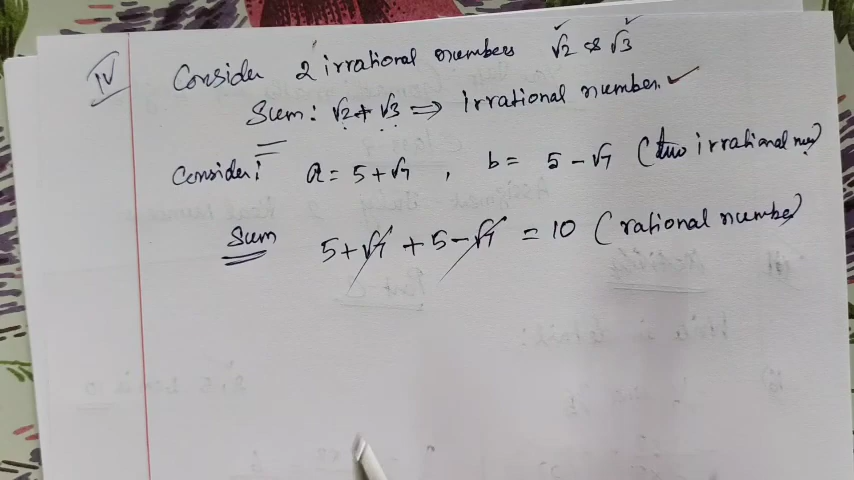 IV
Consider 2 irrational numbers √2 & √3
Sum: √2 + √3 ⇒ irrational number. ✓
Consider: a = 5 + √7 , b = 5 - √7 (two irrational num)
Sum 5 + √7 + 5 - √7 = 10 (rational number)